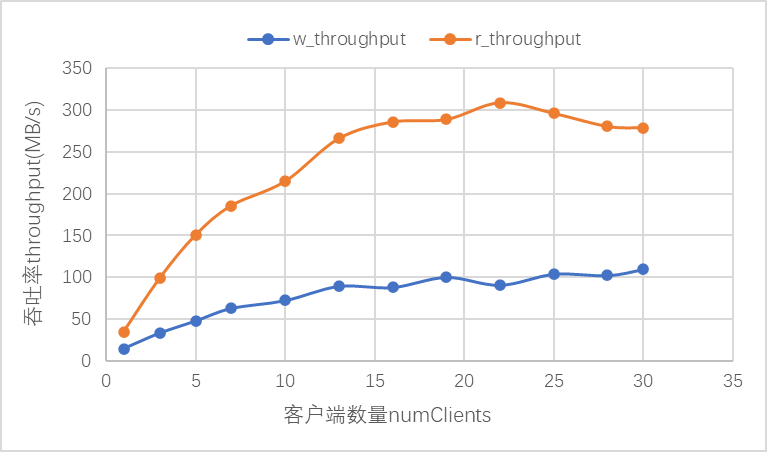 w_throughput r_throughput
350
300
250
200
150
100
50
0
吞吐率throughput(MB/s)
0 5 10 15 20 25 30 35
客户端数量numClients